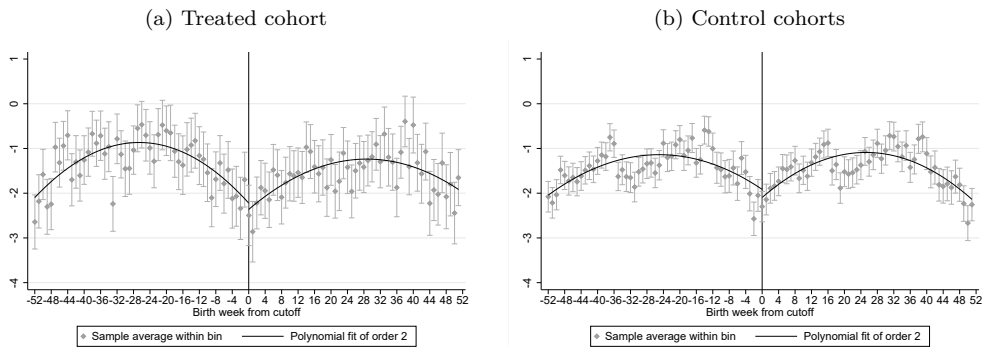 (a) Treated cohort
(b) Control cohorts
1
0
-1
-2
-3
-4
-52 -48 -44 -40 -36 -32 -28 -24 -20 -16 -12 -8 -4 0 4 8 12 16 20 24 28 32 36 40 44 48 52
Birth week from cutoff
Sample average within bin
Polynomial fit of order 2
1
0
-1
-2
-3
-4
-52 -48 -44 -40 -36 -32 -28 -24 -20 -16 -12 -8 -4 0 4 8 12 16 20 24 28 32 36 40 44 48 52
Birth week from cutoff
Sample average within bin
Polynomial fit of order 2